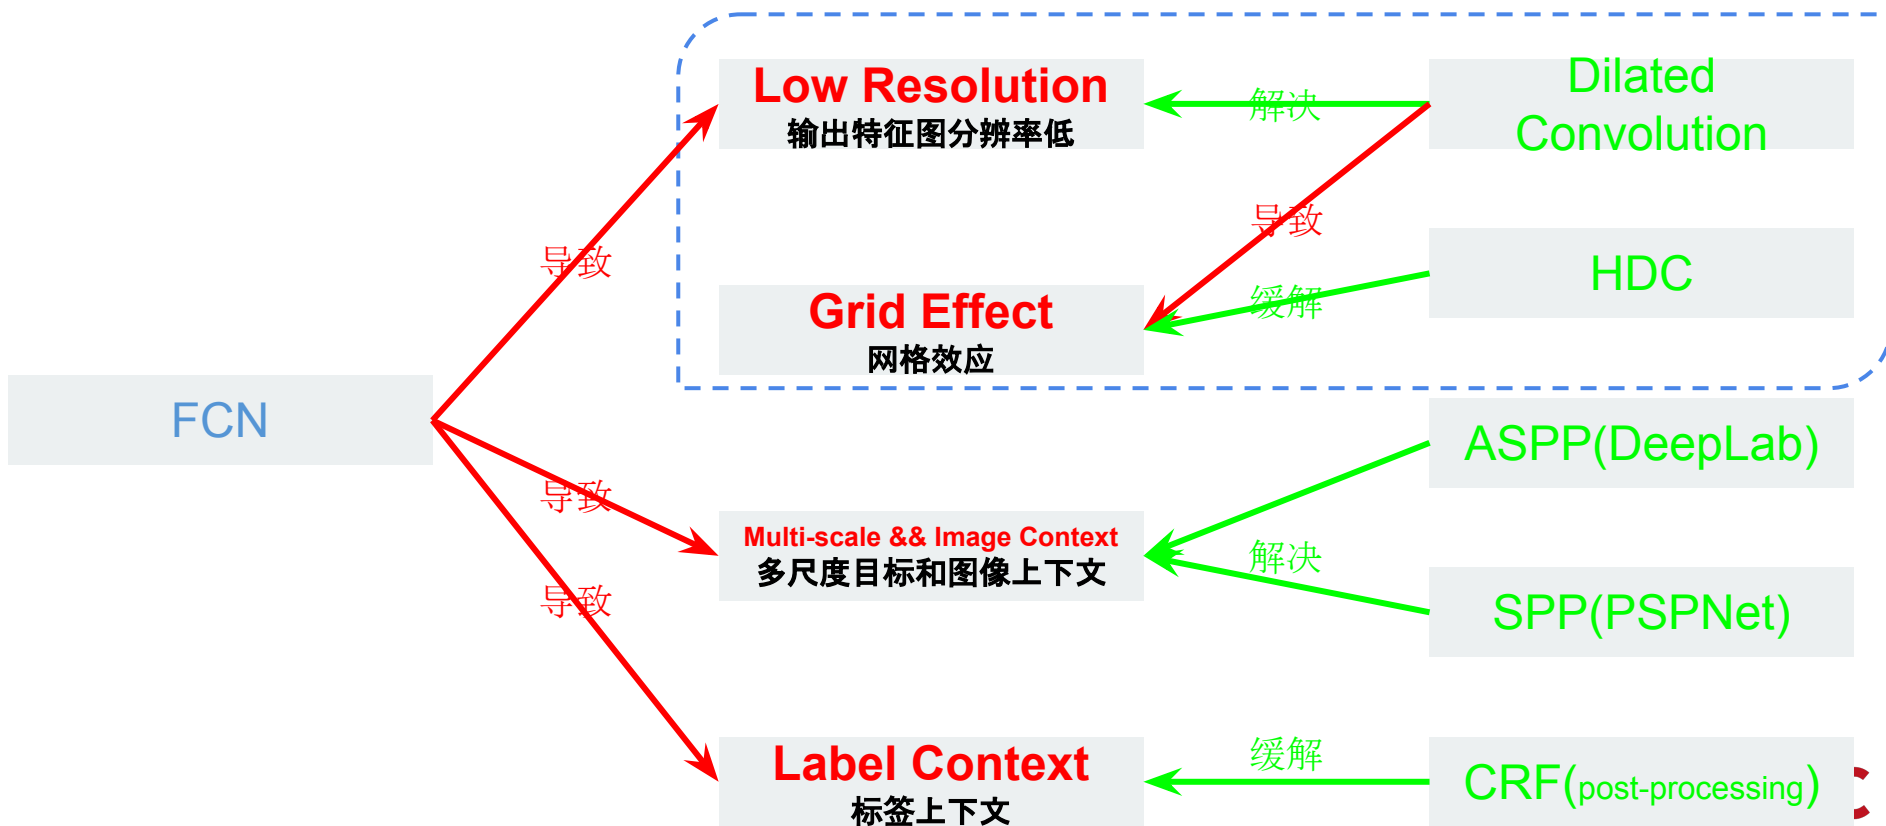 Low Resolution
输出特征图分辨率低
解决
Dilated
Convolution
导致
导致
HDC
Grid Effect
网格效应
缓解
FCN
ASPP(DeepLab)
导致
Multi-scale && Image Context
多尺度目标和图像上下文
解决
SPP(PSPNet)
导致
Label Context
标签上下文
缓解
CRF(post-processing)